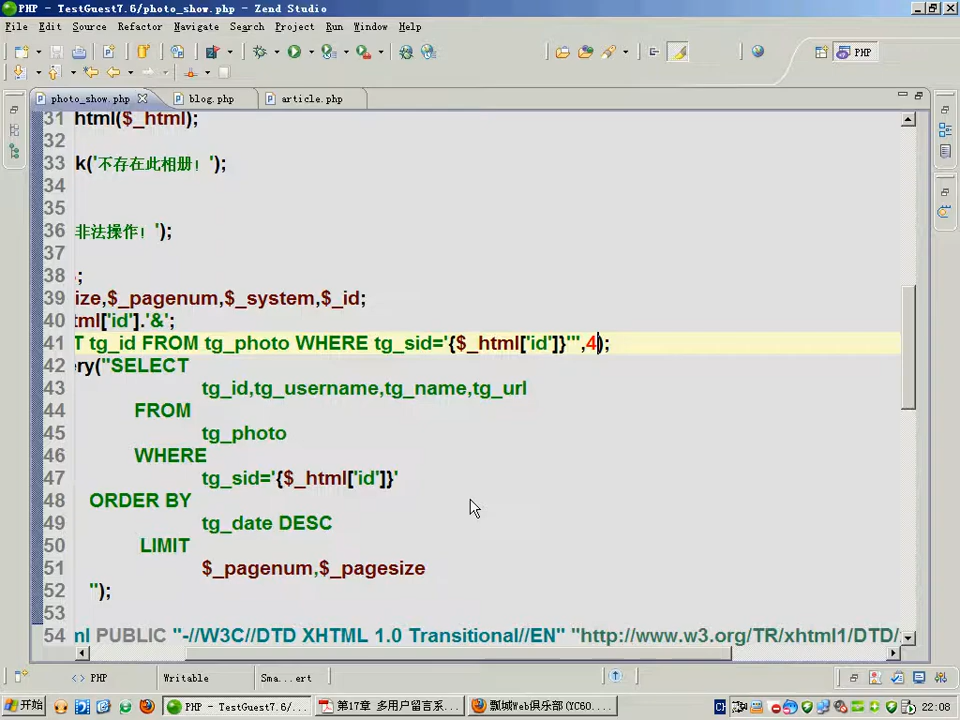 PHP - TestGuest7.6/photo_show.php - Zend Studio
File Edit Source Refactor Navigate Search Project Run Window Help
PHP
photo_show.php blog.php article.php
31 html($_html);
32
33 k('不存在此相册！');
34
35
36 非法操作！');
37
38 ;
39 ize,$_pagenum,$_system,$_id;
40 tml['id'].'&';
41 T tg_id FROM tg_photo WHERE tg_sid='{$_html['id']}'",4);
42 ery("SELECT
43 tg_id,tg_username,tg_name,tg_url
44 FROM
45 tg_photo
46 WHERE
47 tg_sid='{$_html['id']}'
48 ORDER BY
49 tg_date DESC
50 LIMIT
51 $_pagenum,$_pagesize
52 ");
53
54 ml PUBLIC "-//W3C//DTD XHTML 1.0 Transitional//EN" "http://www.w3.org/TR/xhtml1/DTD/
PHP Writable Sma...ert
开始 PHP - TestGuest7.6/... 第17章 多用户留言系... 瓢城Web俱乐部(YC60... CH 22:08